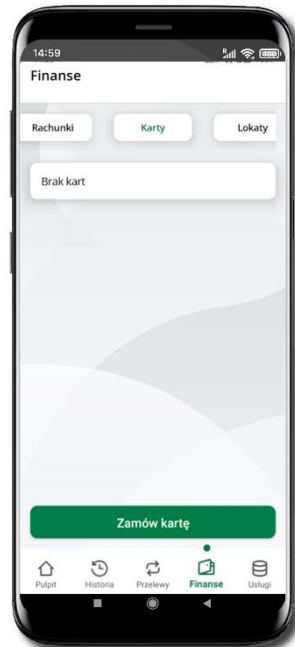 14:59
Finanse
Rachunki Karty Lokaty
Brak kart
Zamów kartę
Pulpit Historia Przelewy Finanse Usługi